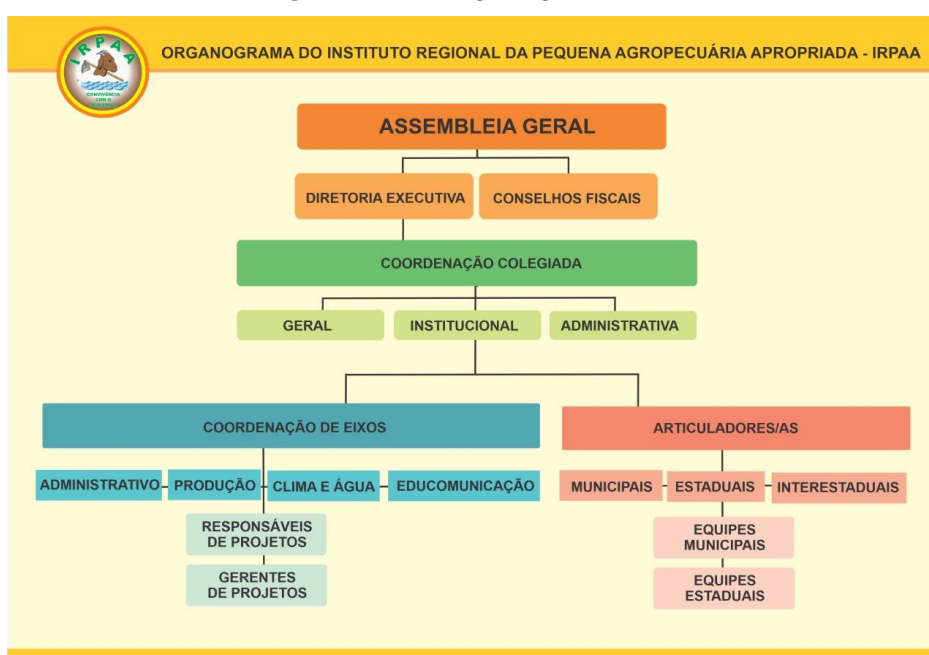 ORGANOGRAMA DO INSTITUTO REGIONAL DA PEQUENA AGROPECUÁRIA APROPRIADA - IRPAA
IRPAA
CONVIVÊNCIA
COM O
ASSEMBLEIA GERAL
DIRETORIA EXECUTIVA
CONSELHOS FISCAIS
COORDENAÇÃO COLEGIADA
GERAL
INSTITUCIONAL
ADMINISTRATIVA
COORDENAÇÃO DE EIXOS
ARTICULADORES/AS
ADMINISTRATIVO
PRODUÇÃO
CLIMA E ÁGUA
EDUCOMUNICAÇÃO
MUNICIPAIS
ESTADUAIS
INTERESTADUAIS
RESPONSÁVEIS
DE PROJETOS
GERENTES
DE PROJETOS
EQUIPES
MUNICIPAIS
EQUIPES
ESTADUAIS